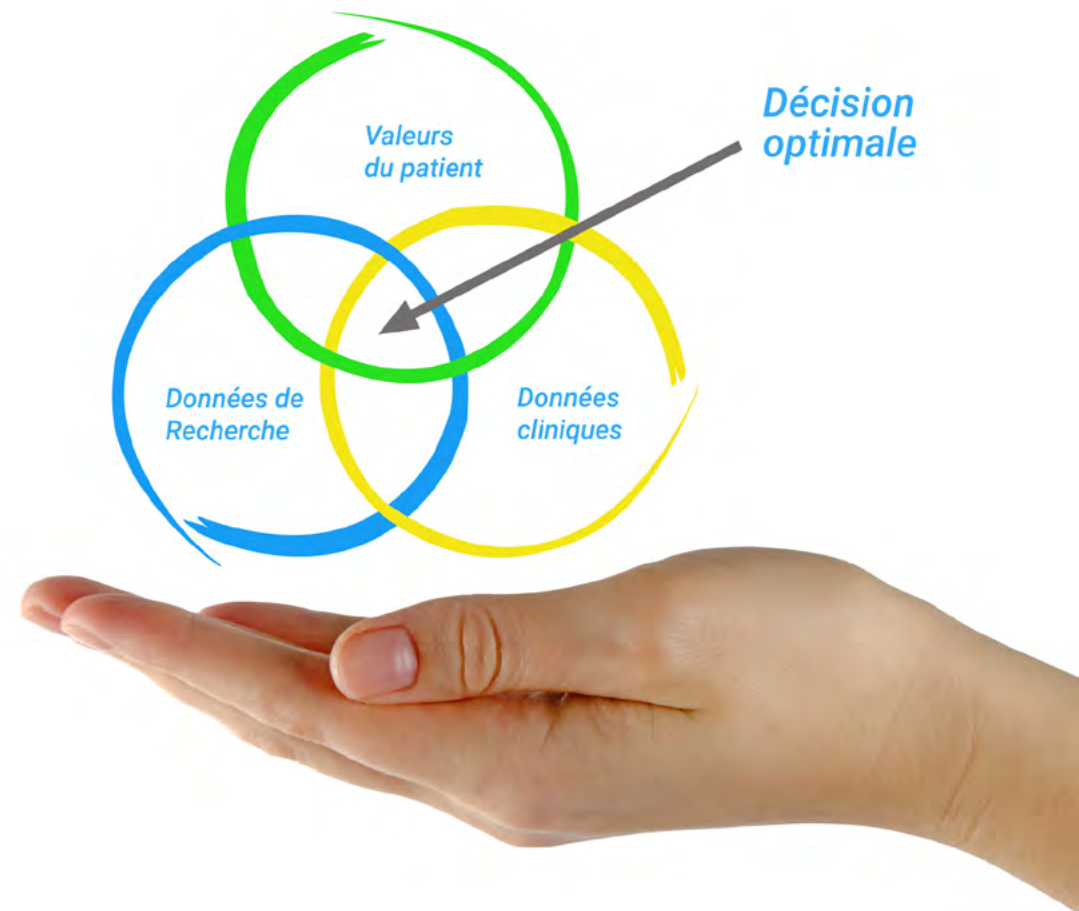 Valeurs
du patient
Décision
optimale
Données de
Recherche
Données
cliniques